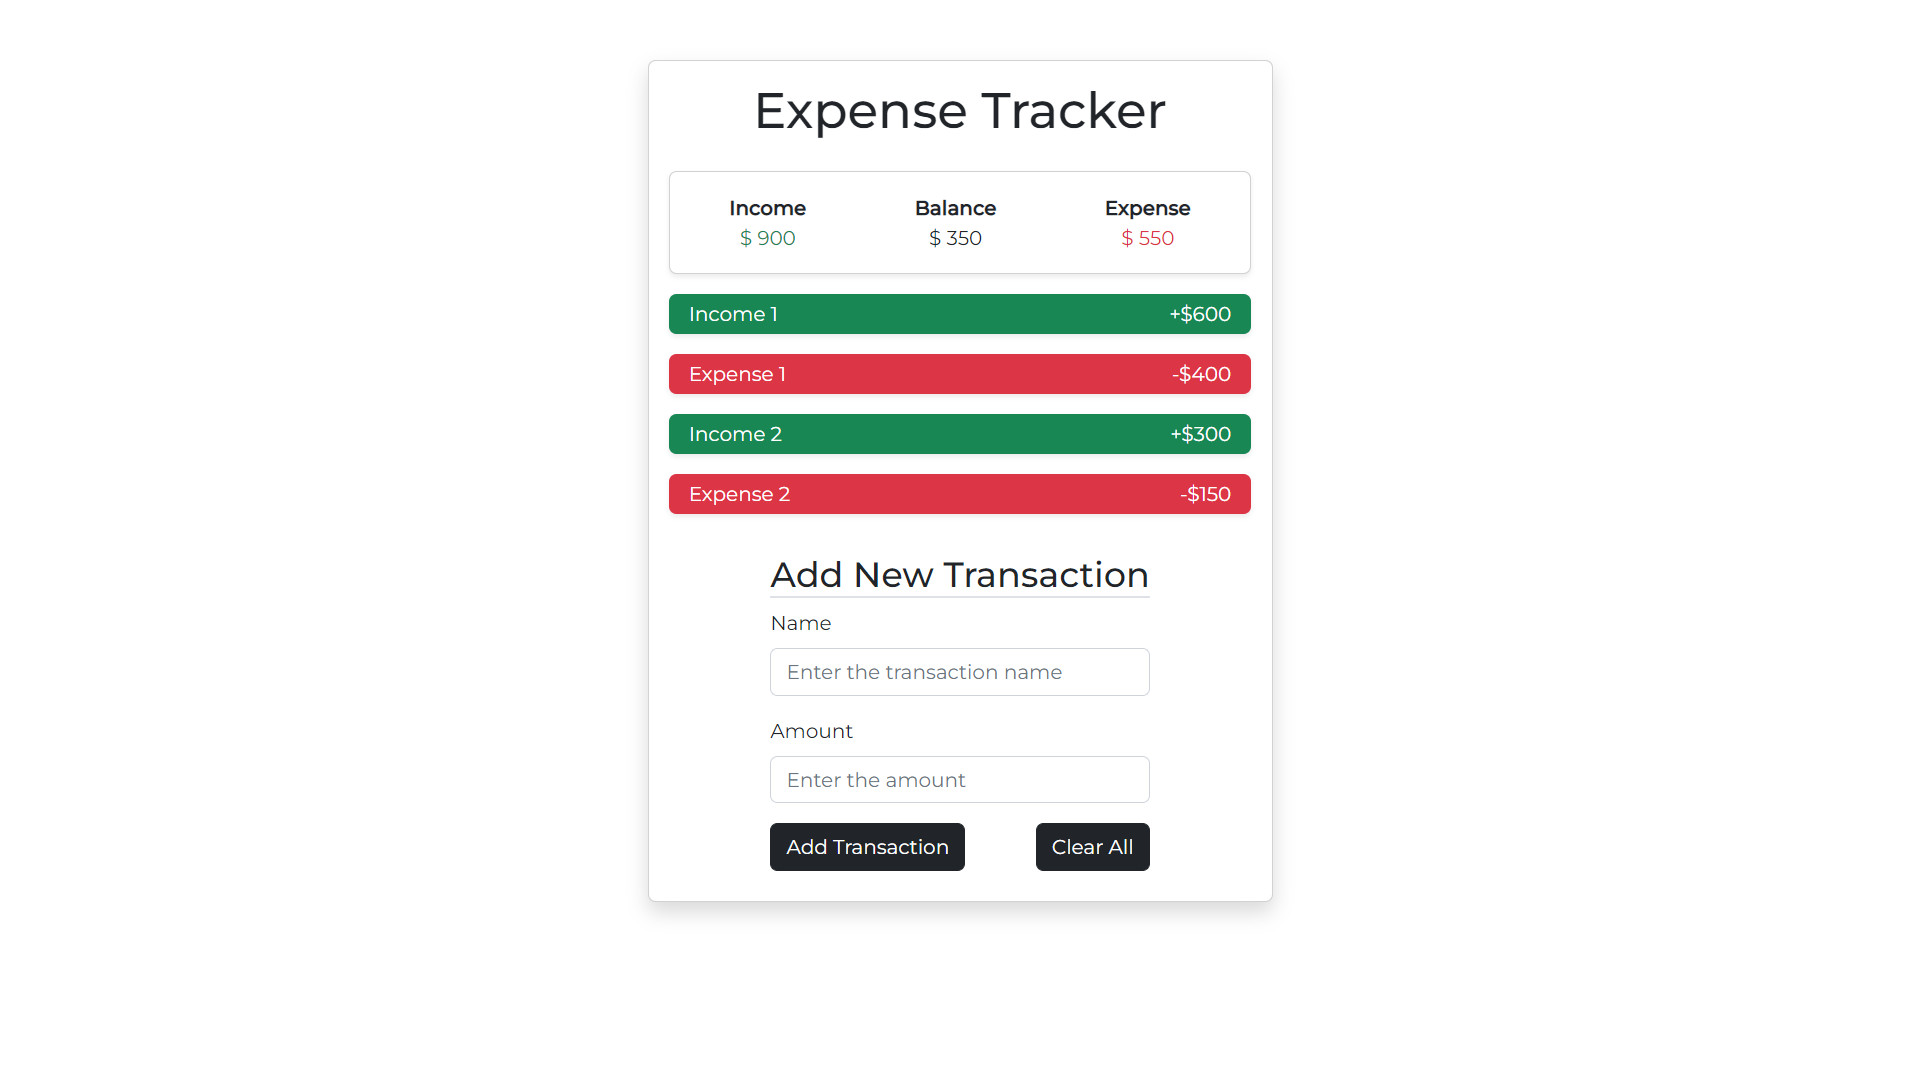 Expense Tracker
Income Balance Expense
$ 900 $ 350 $ 550
Income 1 +$600
Expense 1 -$400
Income 2 +$300
Expense 2 -$150
Add New Transaction
Name
Enter the transaction name
Amount
Enter the amount
Add Transaction Clear All